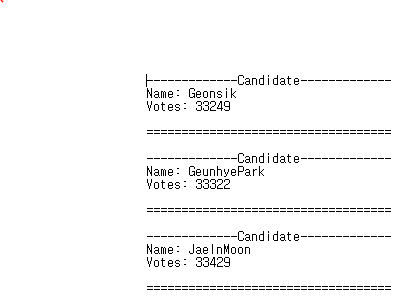 -------------Candidate-------------
Name: Geonsik
Votes: 33249
===================================
-------------Candidate-------------
Name: GeunhyePark
Votes: 33322
===================================
-------------Candidate-------------
Name: JaeInMoon
Votes: 33429
===================================